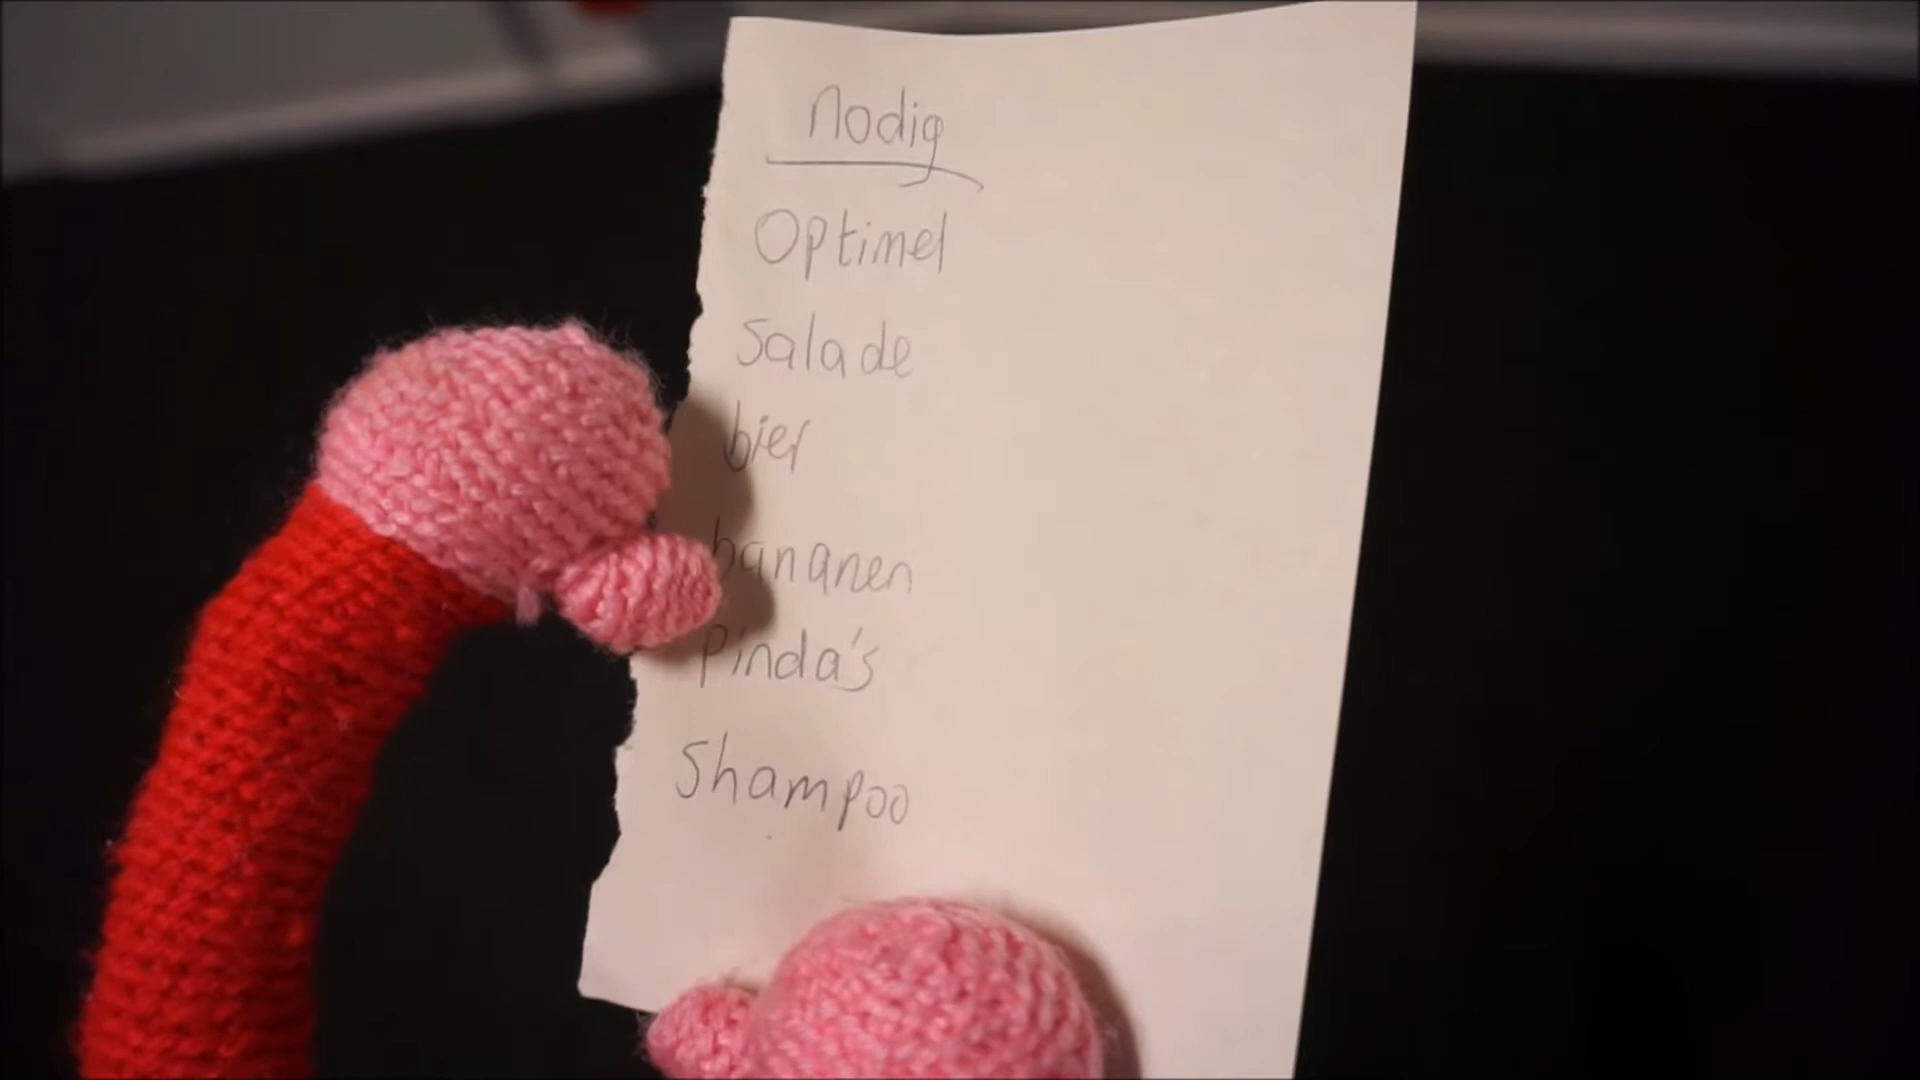 nodig
Optimel
Salade
bier
bananen
Pinda's
Shampoo